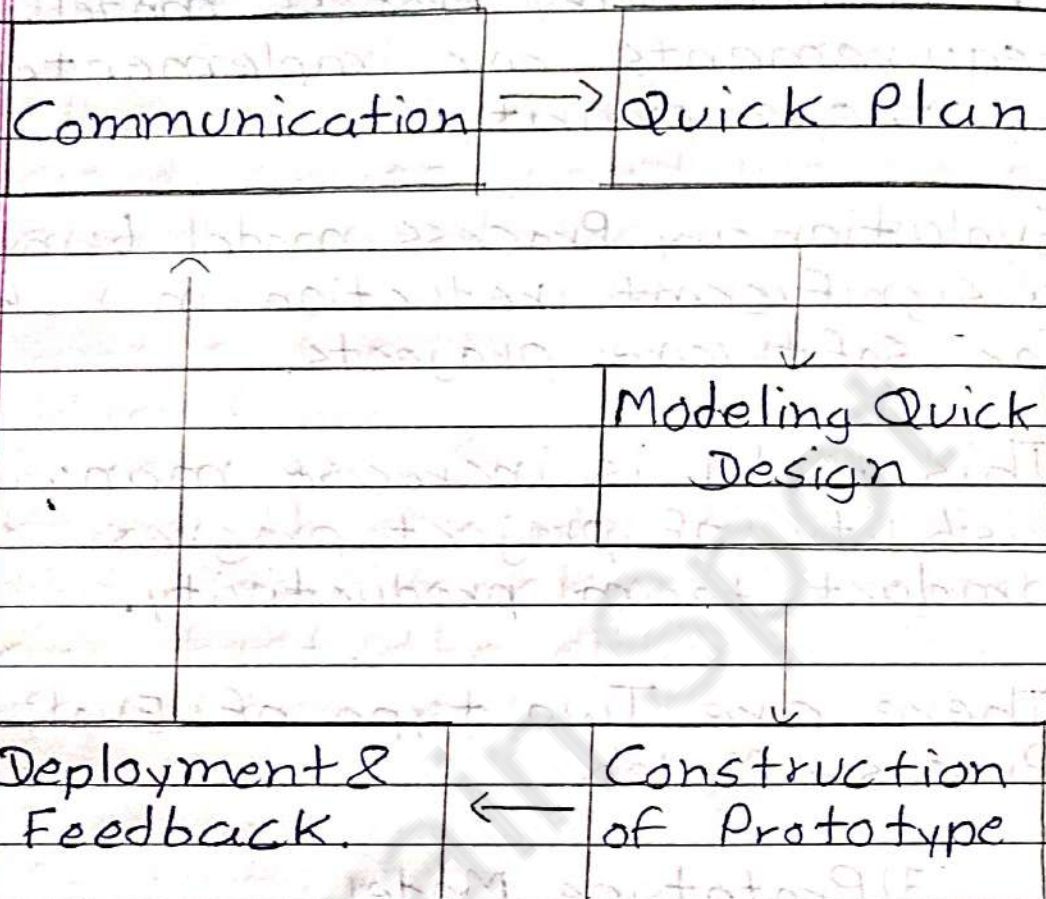 Communication → Quick Plan
Modeling Quick
Design
Deployment & Construction
Feedback. ← of Prototype